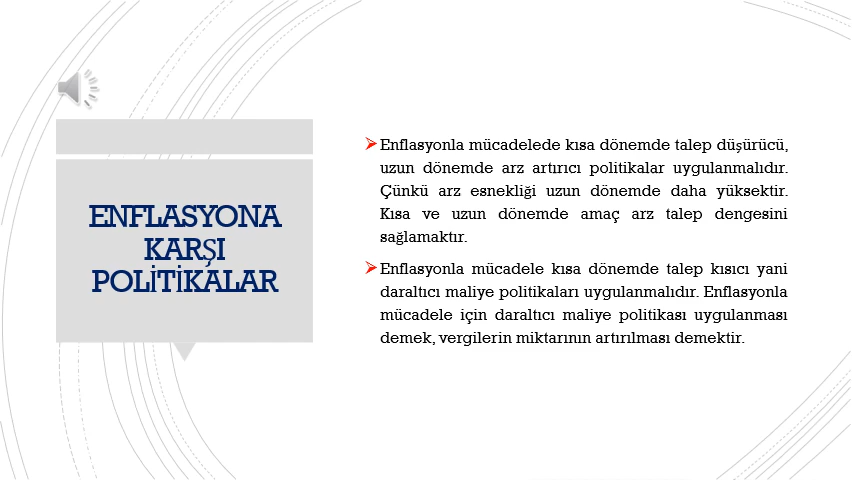 ENFLASYONA
KARŞI
POLİTİKALAR
Enflasyonla mücadelede kısa dönemde talep düşürücü,
uzun dönemde arz artırıcı politikalar uygulanmalıdır.
Çünkü arz esnekliği uzun dönemde daha yüksektir.
Kısa ve uzun dönemde amaç arz talep dengesini
sağlamaktır.
Enflasyonla mücadele kısa dönemde talep kısıcı yani
daraltıcı maliye politikaları uygulanmalıdır. Enflasyonla
mücadele için daraltıcı maliye politikası uygulanması
demek, vergilerin miktarının artırılması demektir.